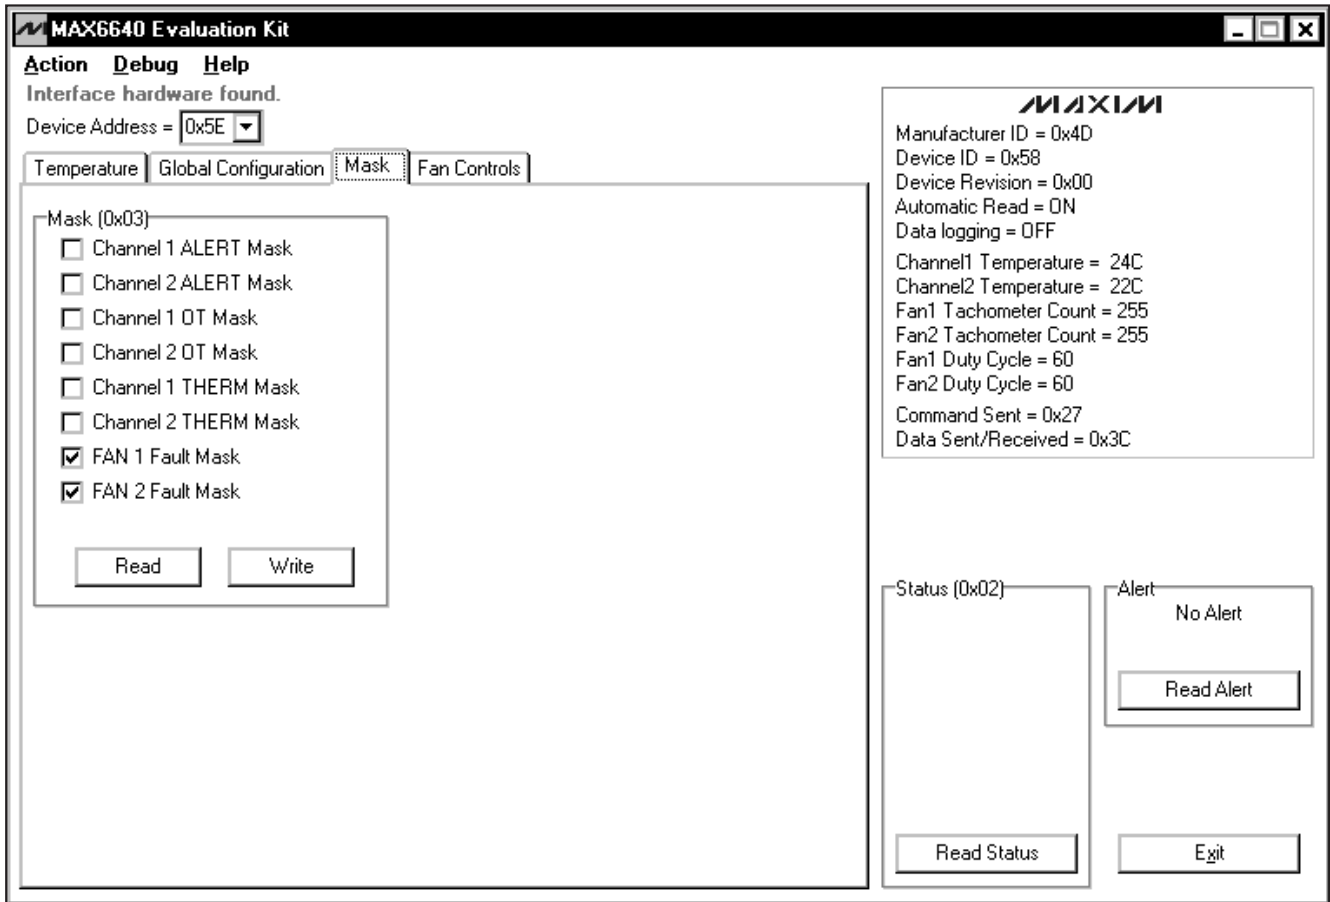 MAX6640 Evaluation Kit
Action Debug Help
Interface hardware found.
Device Address = 0x5E
Temperature Global Configuration Mask Fan Controls
Mask (0x03)
Channel 1 ALERT Mask
Channel 2 ALERT Mask
Channel 1 OT Mask
Channel 2 OT Mask
Channel 1 THERM Mask
Channel 2 THERM Mask
FAN 1 Fault Mask
FAN 2 Fault Mask
Read Write
MAXIM
Manufacturer ID = 0x4D
Device ID = 0x58
Device Revision = 0x00
Automatic Read = ON
Data logging = OFF
Channel1 Temperature = 24C
Channel2 Temperature = 22C
Fan1 Tachometer Count = 255
Fan2 Tachometer Count = 255
Fan1 Duty Cycle = 60
Fan2 Duty Cycle = 60
Command Sent = 0x27
Data Sent/Received = 0x3C
Status (0x02)
Read Status
Alert
No Alert
Read Alert
Exit